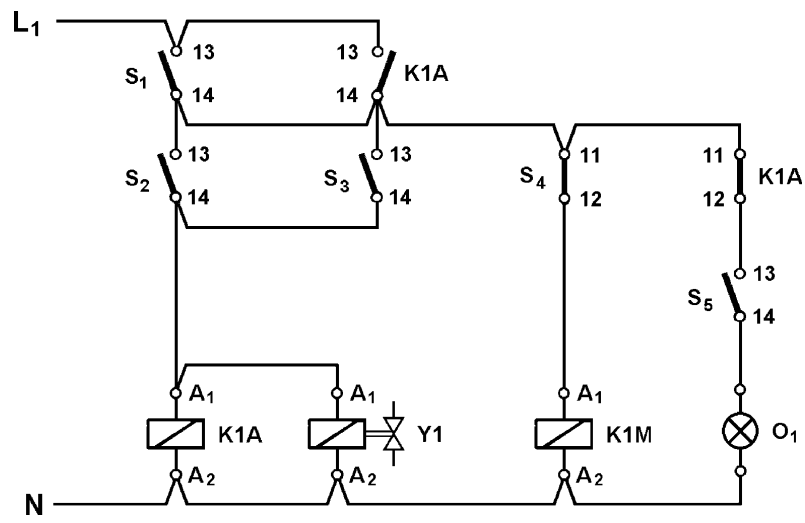 L1
13 13
S1 K1A
14 14
13 13 11 11
S2 S3 S4 K1A
14 14 12 12
13
S5
14
A1 A1 A1
K1A Y1 K1M O1
A2 A2 A2
N